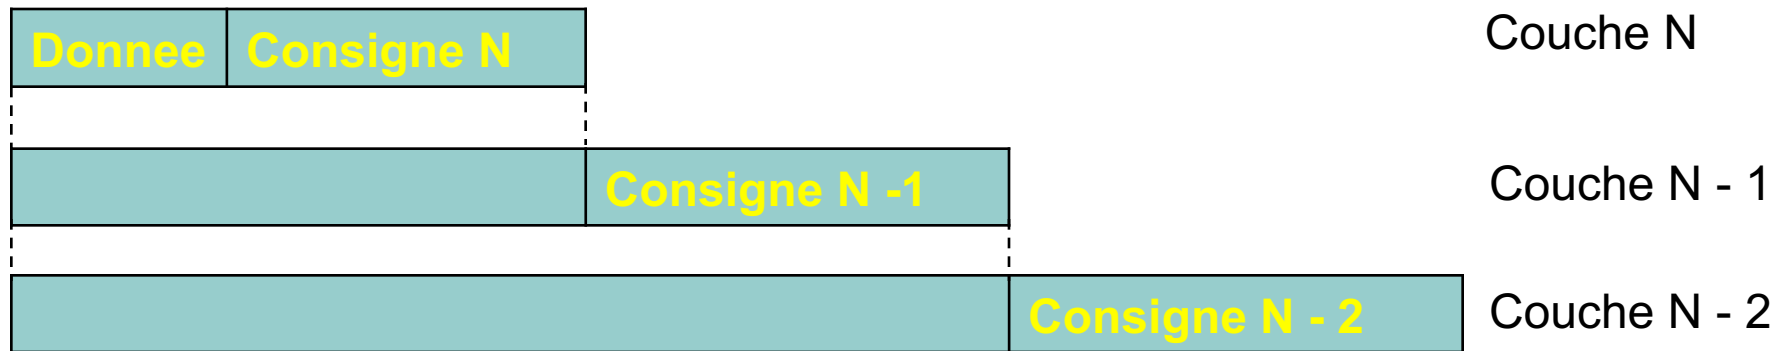 Donnee Consigne N Couche N
Consigne N -1 Couche N - 1
Consigne N - 2 Couche N - 2